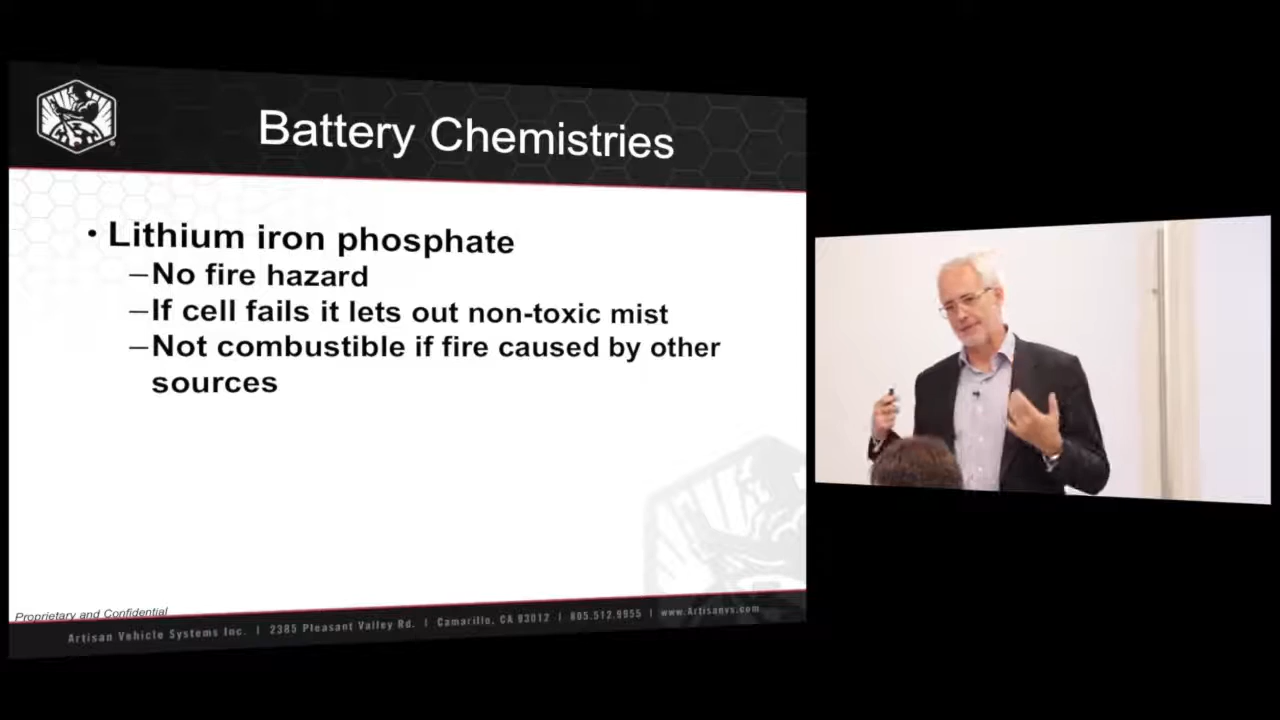 Battery Chemistries
• Lithium iron phosphate
–No fire hazard
–If cell fails it lets out non-toxic mist
–Not combustible if fire caused by other
sources
Proprietary and Confidential
Artisan Vehicle Systems Inc. | 2385 Pleasant Valley Rd. | Camarillo, CA 93012 | 805.512.9955 | www.Artisanvs.com